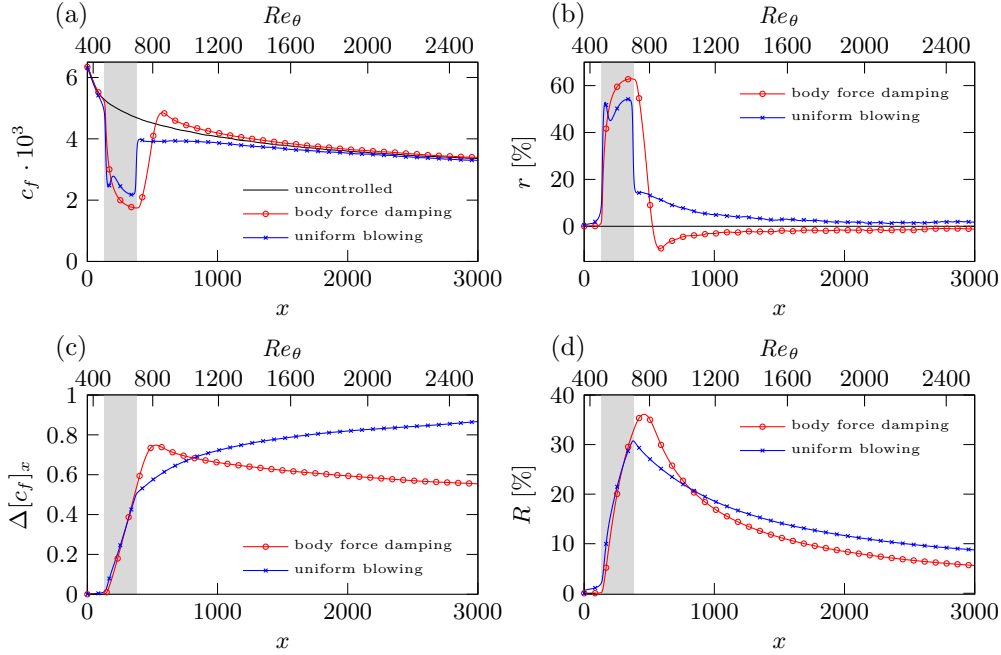 (a) Re_θ
400 800 1200 1600 2000 2400
6
4
2
0
c_f · 10^3
uncontrolled
body force damping
uniform blowing
0 1000 2000 3000
x
(b) Re_θ
400 800 1200 1600 2000 2400
60
40
20
0
r [%]
body force damping
uniform blowing
0 1000 2000 3000
x
(c) Re_θ
400 800 1200 1600 2000 2400
1
0.8
0.6
0.4
0.2
0
Δ[c_f]_x
body force damping
uniform blowing
0 1000 2000 3000
x
(d) Re_θ
400 800 1200 1600 2000 2400
40
30
20
10
0
R [%]
body force damping
uniform blowing
0 1000 2000 3000
x